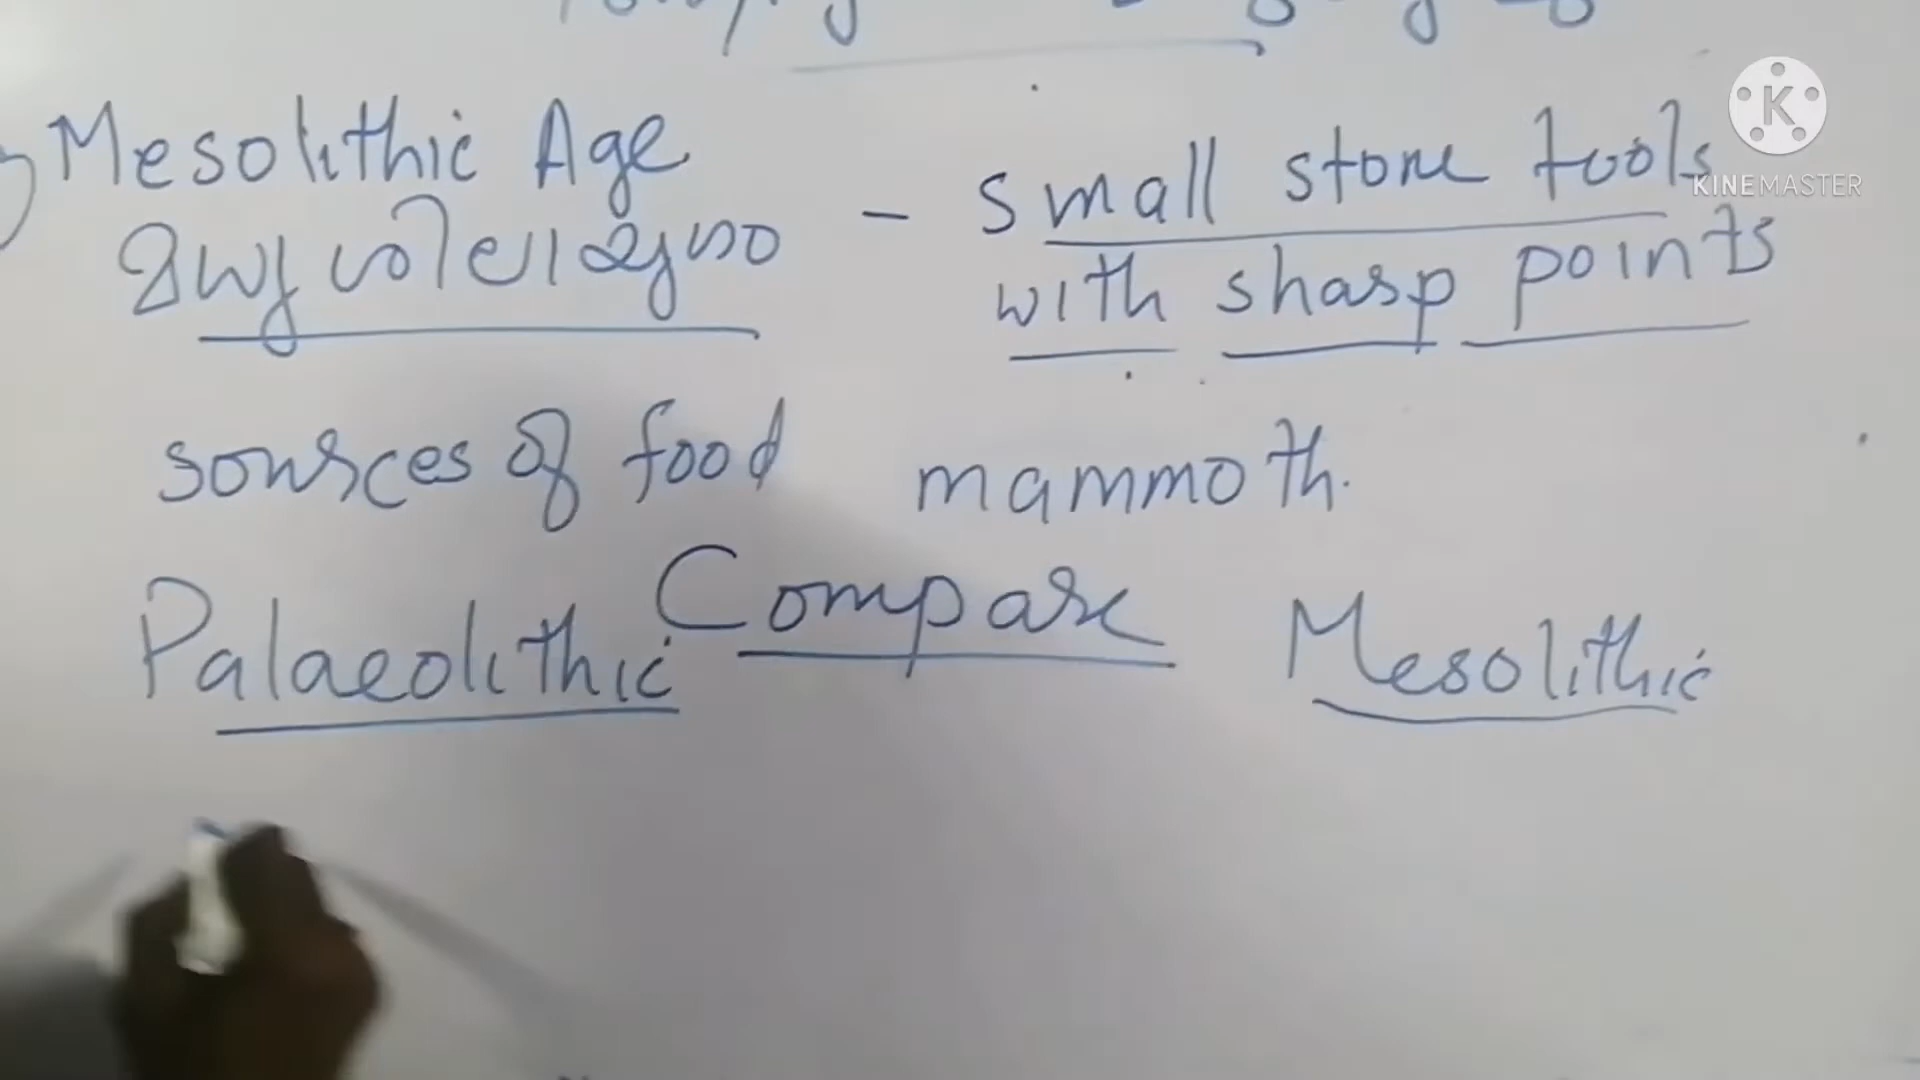 Mesolithic Age - small stone tools
മധ്യശിലായുഗം with sharp points
sources of food mammoth.
Palaeolithic Compare Mesolithic
K
KINEMASTER